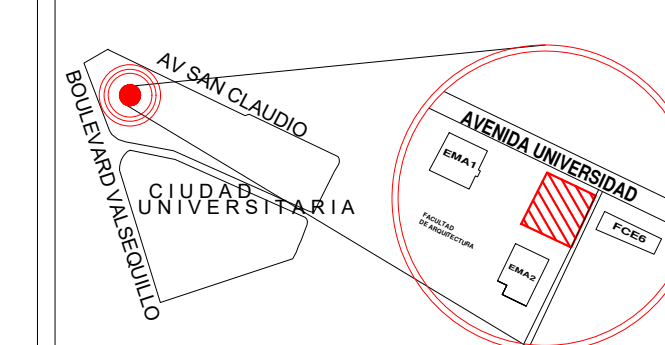 AV SAN CLAUDIO
BOULEVARD VALSEQUILLO
CIUDAD
UNIVERSITARIA
AVENIDA UNIVERSIDAD
EMA1
FACULTAD
DE ARQUITECTURA
EMA2
FCE6